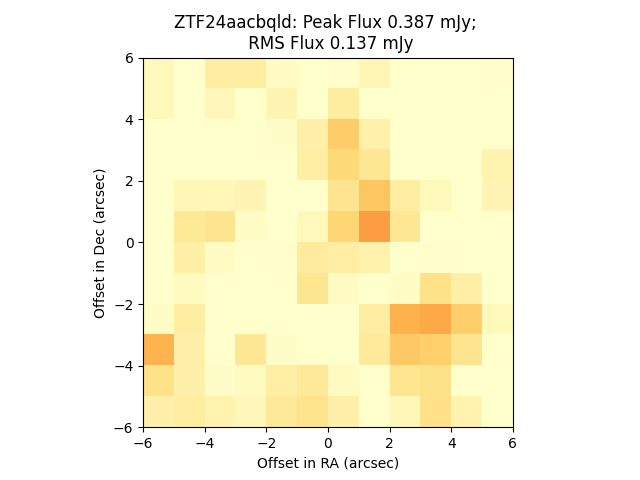 ZTF24aacbqld: Peak Flux 0.387 mJy;
RMS Flux 0.137 mJy
6
4
2
0
−2
−4
−6
Offset in Dec (arcsec)
−6 −4 −2 0 2 4 6
Offset in RA (arcsec)